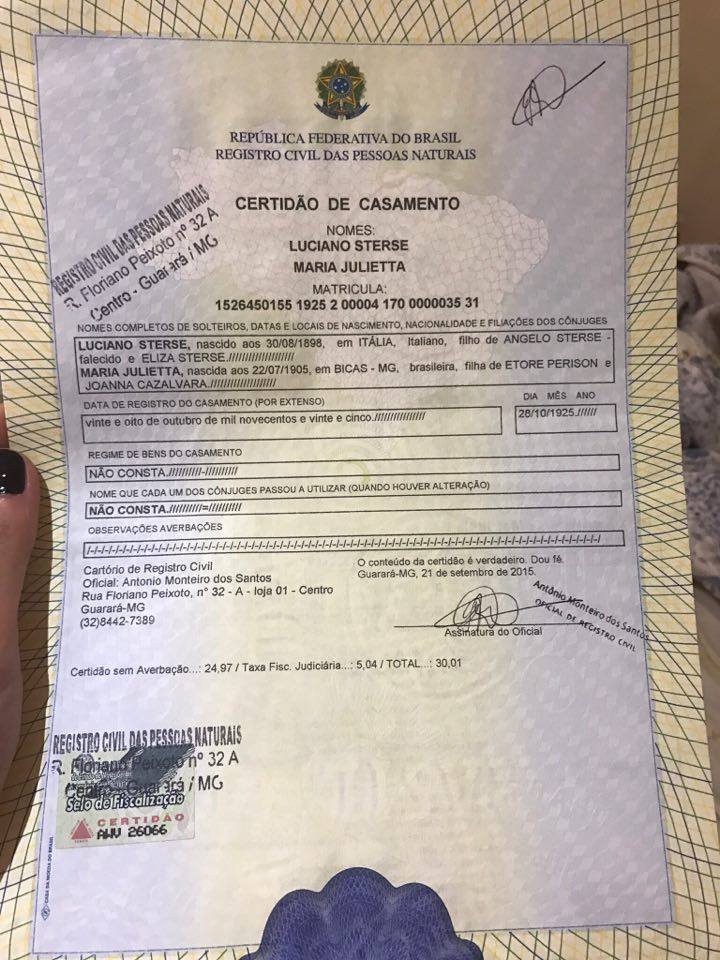 REPÚBLICA FEDERATIVA DO BRASIL
REGISTRO CIVIL DAS PESSOAS NATURAIS
REGISTRO CIVIL DAS PESSOAS NATURAIS
R. Floriano Peixoto nº 32 A
Centro - Guarará / MG
CERTIDÃO DE CASAMENTO
NOMES:
LUCIANO STERSE
MARIA JULIETTA
MATRICULA:
1526450155 1925 2 00004 170 0000035 31
NOMES COMPLETOS DE SOLTEIROS, DATAS E LOCAIS DE NASCIMENTO, NACIONALIDADE E FILIAÇÕES DOS CÔNJUGES
LUCIANO STERSE, nascido aos 30/08/1898, em ITÁLIA, Italiano, filho de ANGELO STERSE -
falecido e ELIZA STERSE.////////////////////
MARIA JULIETTA, nascida aos 22/07/1905, em BICAS - MG, brasileira, filha de ETORE PERISON e
JOANNA CAZALVARA.////////////////////
DATA DE REGISTRO DO CASAMENTO (POR EXTENSO)
DIA MÊS ANO
vinte e oito de outubro de mil novecentos e vinte e cinco.////////////////
28/10/1925.//////
REGIME DE BENS DO CASAMENTO
NÃO CONSTA.//////////-//////////
NOME QUE CADA UM DOS CÔNJUGES PASSOU A UTILIZAR (QUANDO HOUVER ALTERAÇÃO)
NÃO CONSTA.//////////=//////////
OBSERVAÇÕES AVERBAÇÕES
/-/-/-/-/-/-/-/-/-/-/-/-/-/-/-/-/-/-/-/-/-/-/-/-/-/-/-/-/-/-/-/-/-/-/-/-/-/-/-/-/-/-/-/-/-/-/-/-/-/-/
Cartório de Registro Civil
Oficial: Antonio Monteiro dos Santos
Rua Floriano Peixoto, n° 32 - A - loja 01 - Centro
Guarará-MG
(32)8442-7389
O conteúdo da certidão é verdadeiro. Dou fé.
Guarará-MG, 21 de setembro de 2015.
Antônio Monteiro dos Santos
OFICIAL DE REGISTRO CIVIL
Assinatura do Oficial
Certidão sem Averbação...: 24,97 / Taxa Fisc. Judiciária...: 5,04 / TOTAL...: 30,01
REGISTRO CIVIL DAS PESSOAS NATURAIS
R. Floriano Peixoto nº 32 A
Centro - Guarará / MG
Selo de Fiscalização
CERTIDÃO
AWV 26066
CASA DA MOEDA DO BRASIL